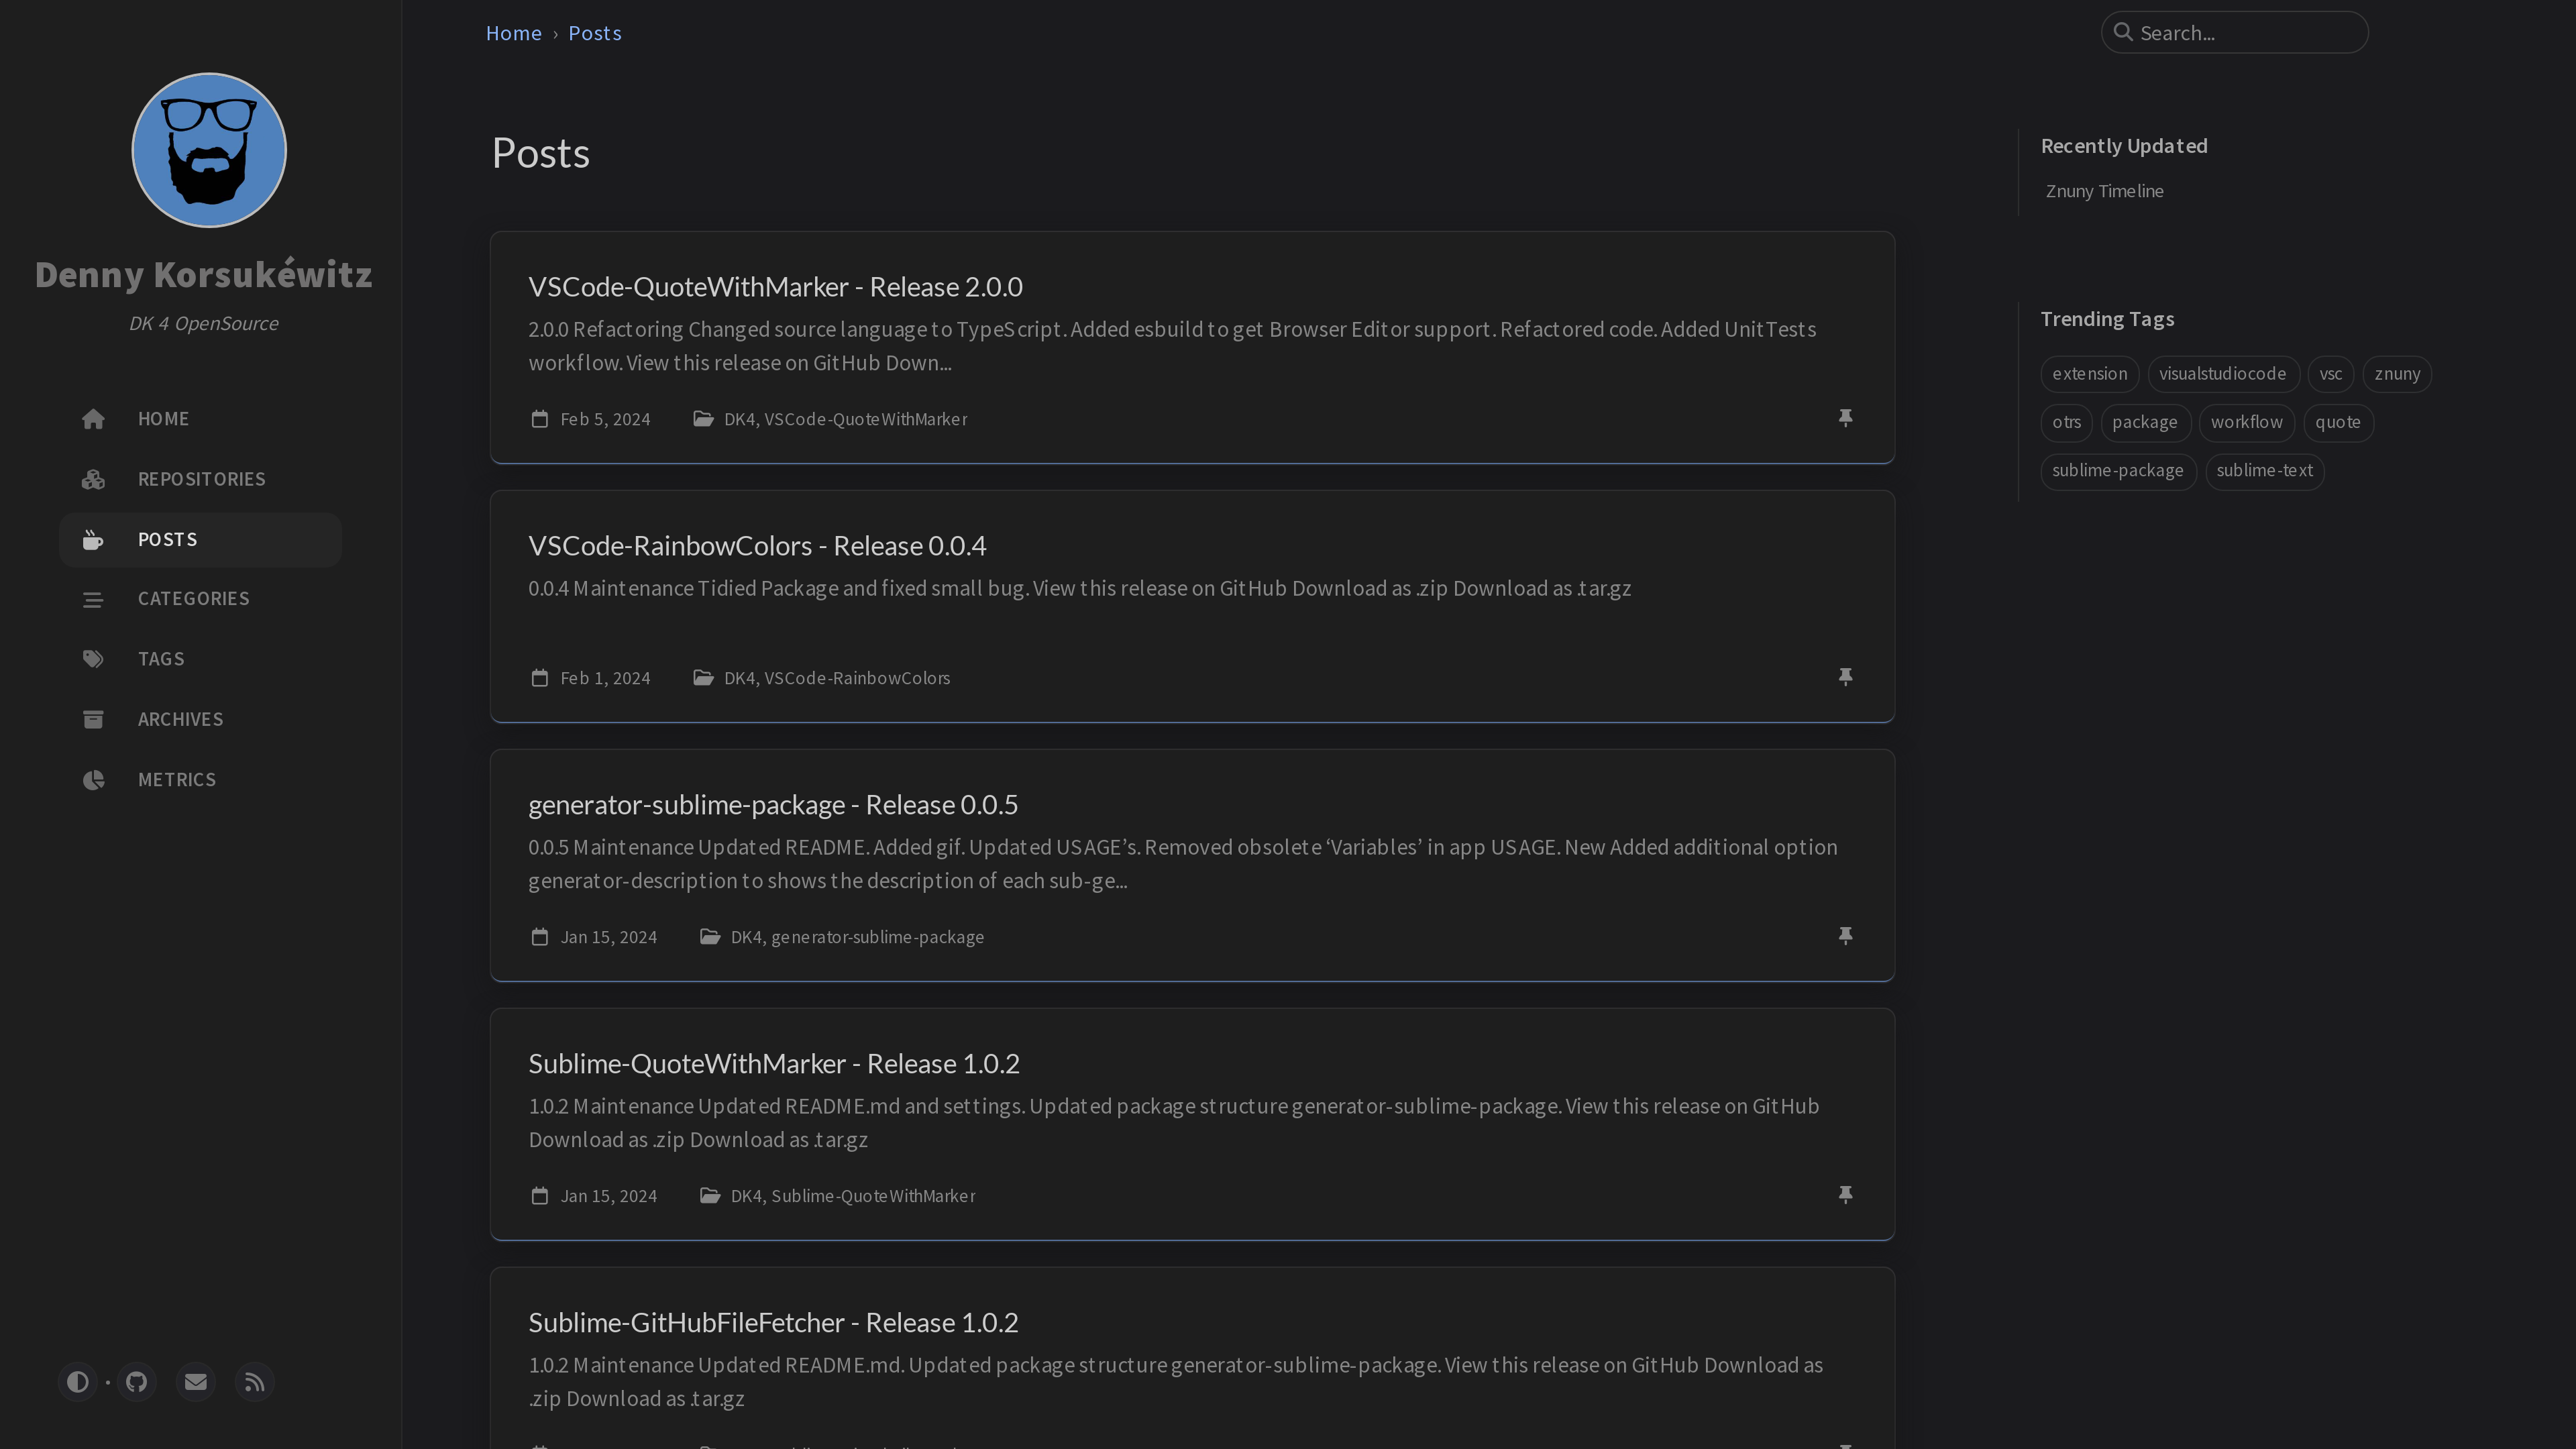 Home › Posts
Search...
Denny Korsukéwitz
DK 4 OpenSource
HOME
REPOSITORIES
POSTS
CATEGORIES
TAGS
ARCHIVES
METRICS
Posts
VSCode-QuoteWithMarker - Release 2.0.0
2.0.0 Refactoring Changed source language to TypeScript. Added esbuild to get Browser Editor support. Refactored code. Added UnitTests
workflow. View this release on GitHub Down...
Feb 5, 2024 DK4, VSCode-QuoteWithMarker
VSCode-RainbowColors - Release 0.0.4
0.0.4 Maintenance Tidied Package and fixed small bug. View this release on GitHub Download as .zip Download as .tar.gz
Feb 1, 2024 DK4, VSCode-RainbowColors
generator-sublime-package - Release 0.0.5
0.0.5 Maintenance Updated README. Added gif. Updated USAGE’s. Removed obsolete ‘Variables’ in app USAGE. New Added additional option
generator-description to shows the description of each sub-ge...
Jan 15, 2024 DK4, generator-sublime-package
Sublime-QuoteWithMarker - Release 1.0.2
1.0.2 Maintenance Updated README.md and settings. Updated package structure generator-sublime-package. View this release on GitHub
Download as .zip Download as .tar.gz
Jan 15, 2024 DK4, Sublime-QuoteWithMarker
Sublime-GitHubFileFetcher - Release 1.0.2
1.0.2 Maintenance Updated README.md. Updated package structure generator-sublime-package. View this release on GitHub Download as
.zip Download as .tar.gz
Recently Updated
Znuny Timeline
Trending Tags
extension visualstudiocode vsc znuny
otrs package workflow quote
sublime-package sublime-text